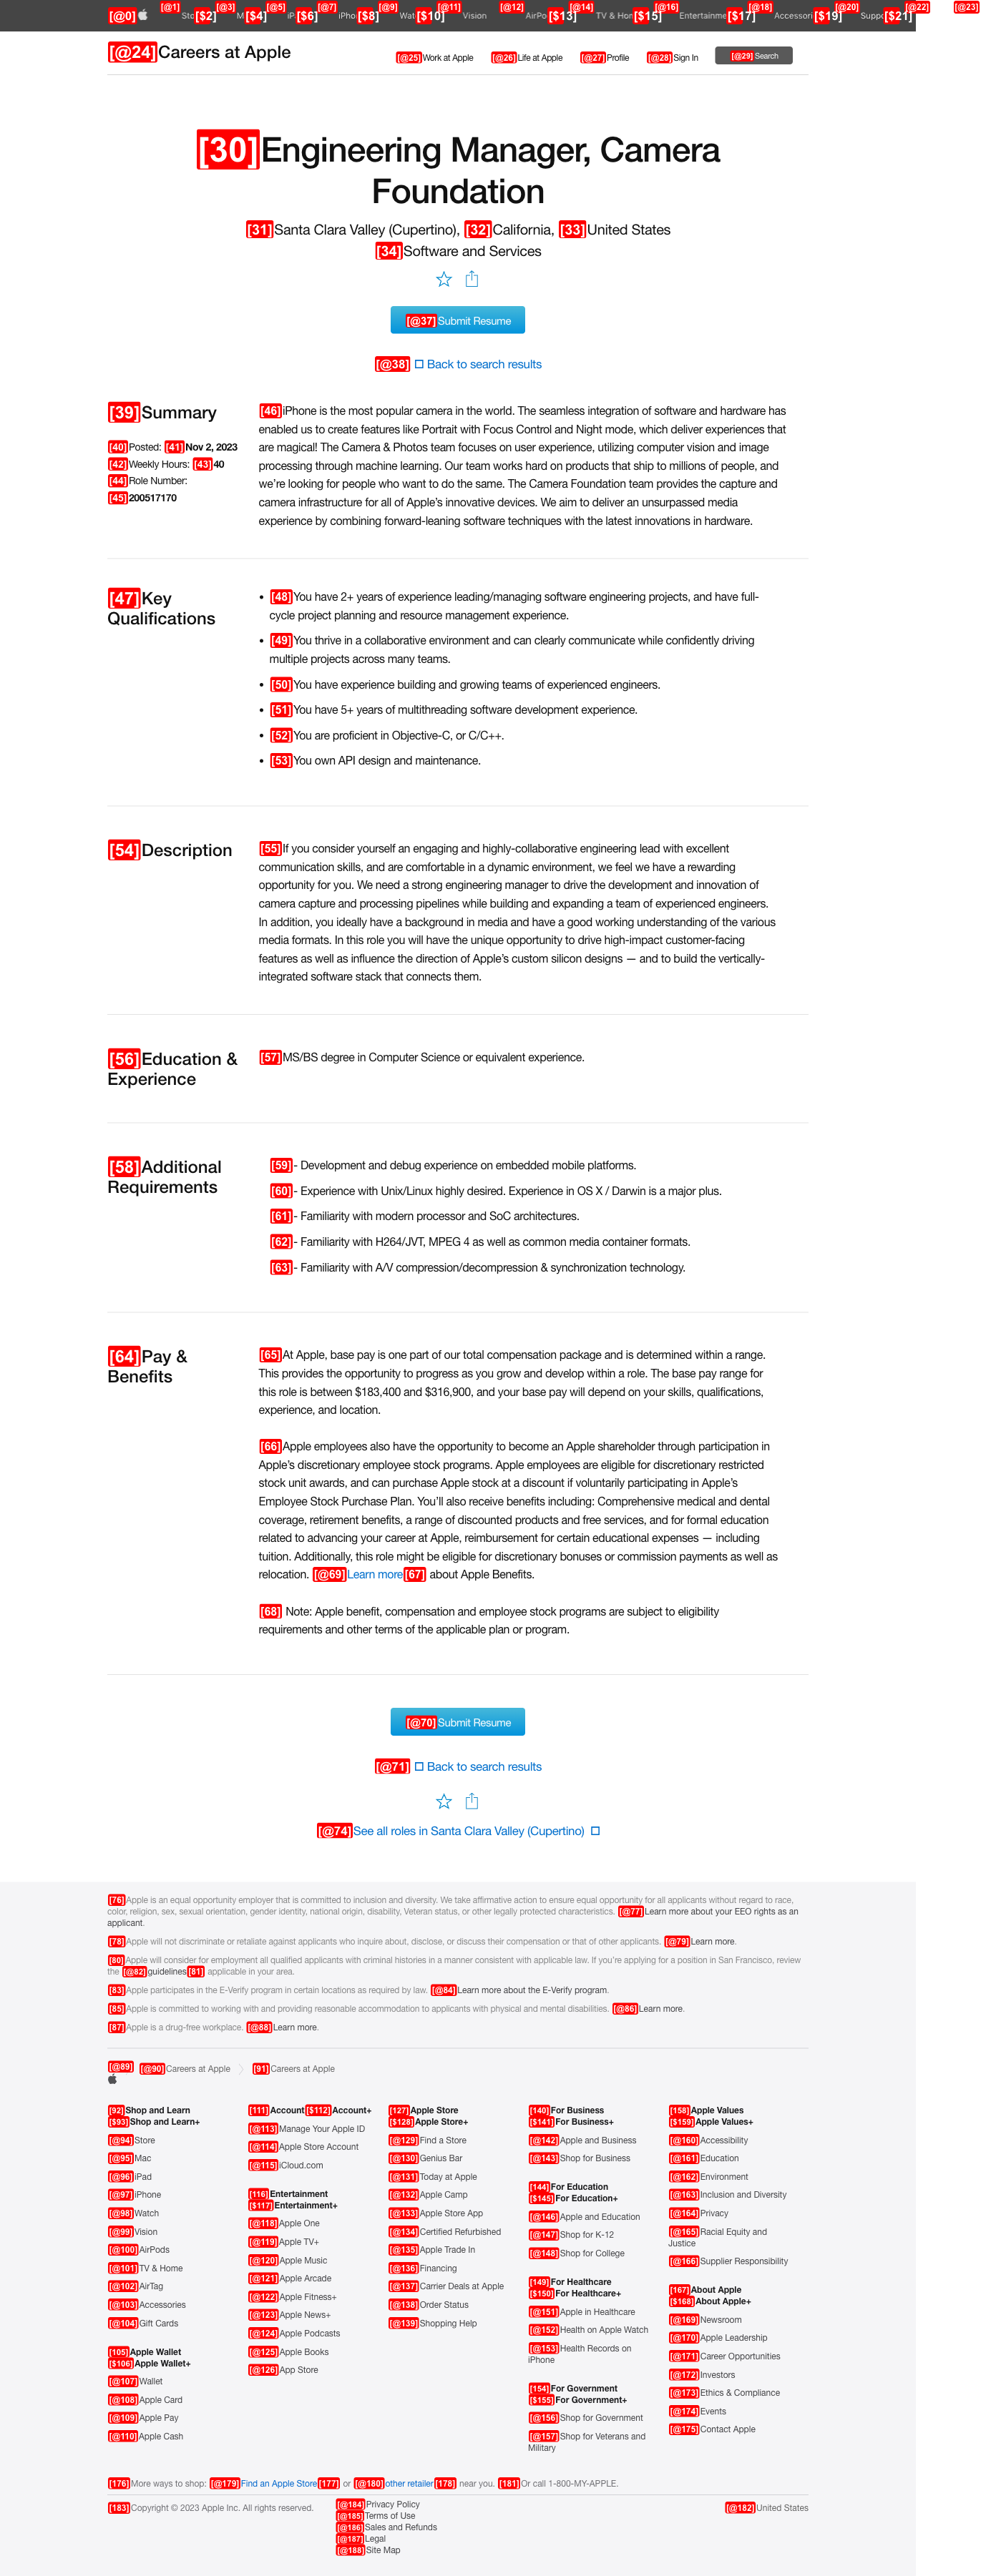 [@0] [@1] Sto [$2] [@3] M [$4] [@5] iP [$6] [@7] iPho [$8] [@9] Wat [$10] [@11] Vision [@12] AirPo [$13] [@14] TV & Hom [$15] [@16] Entertainme [$17] [@18] Accessori [$19] [@20] Suppo [$21] [@22] [@23]
[@24]Careers at Apple [@25]Work at Apple [@26]Life at Apple [@27]Profile [@28]Sign In [@29]Search
[30]Engineering Manager, Camera
Foundation
[31]Santa Clara Valley (Cupertino), [32]California, [33]United States
[34]Software and Services
[@37]Submit Resume
[@38] Back to search results
[39]Summary
[40]Posted: [41]Nov 2, 2023
[42]Weekly Hours: [43]40
[44]Role Number:
[45]200517170
[46]iPhone is the most popular camera in the world. The seamless integration of software and hardware has
enabled us to create features like Portrait with Focus Control and Night mode, which deliver experiences that
are magical! The Camera & Photos team focuses on user experience, utilizing computer vision and image
processing through machine learning. Our team works hard on products that ship to millions of people, and
we're looking for people who want to do the same. The Camera Foundation team provides the capture and
camera infrastructure for all of Apple's innovative devices. We aim to deliver an unsurpassed media
experience by combining forward-leaning software techniques with the latest innovations in hardware.
[47]Key
Qualifications
• [48]You have 2+ years of experience leading/managing software engineering projects, and have full-
cycle project planning and resource management experience.
• [49]You thrive in a collaborative environment and can clearly communicate while confidently driving
multiple projects across many teams.
• [50]You have experience building and growing teams of experienced engineers.
• [51]You have 5+ years of multithreading software development experience.
• [52]You are proficient in Objective-C, or C/C++.
• [53]You own API design and maintenance.
[54]Description
[55]If you consider yourself an engaging and highly-collaborative engineering lead with excellent
communication skills, and are comfortable in a dynamic environment, we feel we have a rewarding
opportunity for you. We need a strong engineering manager to drive the development and innovation of
camera capture and processing pipelines while building and expanding a team of experienced engineers.
In addition, you ideally have a background in media and have a good working understanding of the various
media formats. In this role you will have the unique opportunity to drive high-impact customer-facing
features as well as influence the direction of Apple's custom silicon designs — and to build the vertically-
integrated software stack that connects them.
[56]Education &
Experience
[57]MS/BS degree in Computer Science or equivalent experience.
[58]Additional
Requirements
[59]- Development and debug experience on embedded mobile platforms.
[60]- Experience with Unix/Linux highly desired. Experience in OS X / Darwin is a major plus.
[61]- Familiarity with modern processor and SoC architectures.
[62]- Familiarity with H264/JVT, MPEG 4 as well as common media container formats.
[63]- Familiarity with A/V compression/decompression & synchronization technology.
[64]Pay &
Benefits
[65]At Apple, base pay is one part of our total compensation package and is determined within a range.
This provides the opportunity to progress as you grow and develop within a role. The base pay range for
this role is between $183,400 and $316,900, and your base pay will depend on your skills, qualifications,
experience, and location.
[66]Apple employees also have the opportunity to become an Apple shareholder through participation in
Apple's discretionary employee stock programs. Apple employees are eligible for discretionary restricted
stock unit awards, and can purchase Apple stock at a discount if voluntarily participating in Apple's
Employee Stock Purchase Plan. You'll also receive benefits including: Comprehensive medical and dental
coverage, retirement benefits, a range of discounted products and free services, and for formal education
related to advancing your career at Apple, reimbursement for certain educational expenses — including
tuition. Additionally, this role might be eligible for discretionary bonuses or commission payments as well as
relocation. [@69]Learn more[67] about Apple Benefits.
[68] Note: Apple benefit, compensation and employee stock programs are subject to eligibility
requirements and other terms of the applicable plan or program.
[@70]Submit Resume
[@71] Back to search results
[@74]See all roles in Santa Clara Valley (Cupertino)
[76]Apple is an equal opportunity employer that is committed to inclusion and diversity. We take affirmative action to ensure equal opportunity for all applicants without regard to race,
color, religion, sex, sexual orientation, gender identity, national origin, disability, Veteran status, or other legally protected characteristics. [@77]Learn more about your EEO rights as an
applicant.
[78]Apple will not discriminate or retaliate against applicants who inquire about, disclose, or discuss their compensation or that of other applicants. [@79]Learn more.
[80]Apple will consider for employment all qualified applicants with criminal histories in a manner consistent with applicable law. If you're applying for a position in San Francisco, review
the [@82]guidelines[81] applicable in your area.
[83]Apple participates in the E-Verify program in certain locations as required by law. [@84]Learn more about the E-Verify program.
[85]Apple is committed to working with and providing reasonable accommodation to applicants with physical and mental disabilities. [@86]Learn more.
[87]Apple is a drug-free workplace. [@88]Learn more.
[@89] [@90]Careers at Apple [91]Careers at Apple
[92]Shop and Learn
[$93]Shop and Learn+
[@94]Store
[@95]Mac
[@96]iPad
[@97]iPhone
[@98]Watch
[@99]Vision
[@100]AirPods
[@101]TV & Home
[@102]AirTag
[@103]Accessories
[@104]Gift Cards
[105]Apple Wallet
[$106]Apple Wallet+
[@107]Wallet
[@108]Apple Card
[@109]Apple Pay
[@110]Apple Cash
[111]Account[$112]Account+
[@113]Manage Your Apple ID
[@114]Apple Store Account
[@115]iCloud.com
[116]Entertainment
[$117]Entertainment+
[@118]Apple One
[@119]Apple TV+
[@120]Apple Music
[@121]Apple Arcade
[@122]Apple Fitness+
[@123]Apple News+
[@124]Apple Podcasts
[@125]Apple Books
[@126]App Store
[127]Apple Store
[$128]Apple Store+
[@129]Find a Store
[@130]Genius Bar
[@131]Today at Apple
[@132]Apple Camp
[@133]Apple Store App
[@134]Certified Refurbished
[@135]Apple Trade In
[@136]Financing
[@137]Carrier Deals at Apple
[@138]Order Status
[@139]Shopping Help
[140]For Business
[$141]For Business+
[@142]Apple and Business
[@143]Shop for Business
[144]For Education
[$145]For Education+
[@146]Apple and Education
[@147]Shop for K-12
[@148]Shop for College
[149]For Healthcare
[$150]For Healthcare+
[@151]Apple in Healthcare
[@152]Health on Apple Watch
[@153]Health Records on
iPhone
[154]For Government
[$155]For Government+
[@156]Shop for Government
[@157]Shop for Veterans and
Military
[158]Apple Values
[$159]Apple Values+
[@160]Accessibility
[@161]Education
[@162]Environment
[@163]Inclusion and Diversity
[@164]Privacy
[@165]Racial Equity and
Justice
[@166]Supplier Responsibility
[167]About Apple
[$168]About Apple+
[@169]Newsroom
[@170]Apple Leadership
[@171]Career Opportunities
[@172]Investors
[@173]Ethics & Compliance
[@174]Events
[@175]Contact Apple
[176]More ways to shop: [@179]Find an Apple Store[177] or [@180]other retailer[178] near you. [181]Or call 1-800-MY-APPLE.
[183]Copyright © 2023 Apple Inc. All rights reserved.
[@184]Privacy Policy
[@185]Terms of Use
[@186]Sales and Refunds
[@187]Legal
[@188]Site Map
[@182]United States